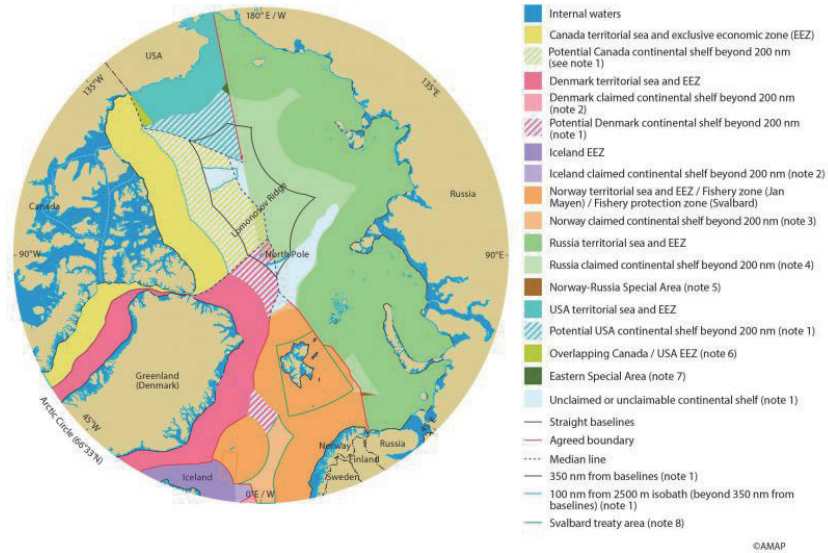 180° E / W
USA
135°W
135°E
Canada
Russia
Lomonosov Ridge
90°W
North Pole
90°E
Greenland
(Denmark)
Arctic Circle (66°33'N)
45°W
45°E
Norway
Russia
Finland
Sweden
Iceland
0°E / W
Internal waters
Canada territorial sea and exclusive economic zone (EEZ)
Potential Canada continental shelf beyond 200 nm
(see note 1)
Denmark territorial sea and EEZ
Denmark claimed continental shelf beyond 200 nm
(note 2)
Potential Denmark continental shelf beyond 200 nm
(note 1)
Iceland EEZ
Iceland claimed continental shelf beyond 200 nm (note 2)
Norway territorial sea and EEZ / Fishery zone (Jan
Mayen) / Fishery protection zone (Svalbard)
Norway claimed continental shelf beyond 200 nm (note 3)
Russia territorial sea and EEZ
Russia claimed continental shelf beyond 200 nm (note 4)
Norway-Russia Special Area (note 5)
USA territorial sea and EEZ
Potential USA continental shelf beyond 200 nm (note 1)
Overlapping Canada / USA EEZ (note 6)
Eastern Special Area (note 7)
Unclaimed or unclaimable continental shelf (note 1)
Straight baselines
Agreed boundary
Median line
350 nm from baselines (note 1)
100 nm from 2500 m isobath (beyond 350 nm from
baselines) (note 1)
Svalbard treaty area (note 8)
©AMAP